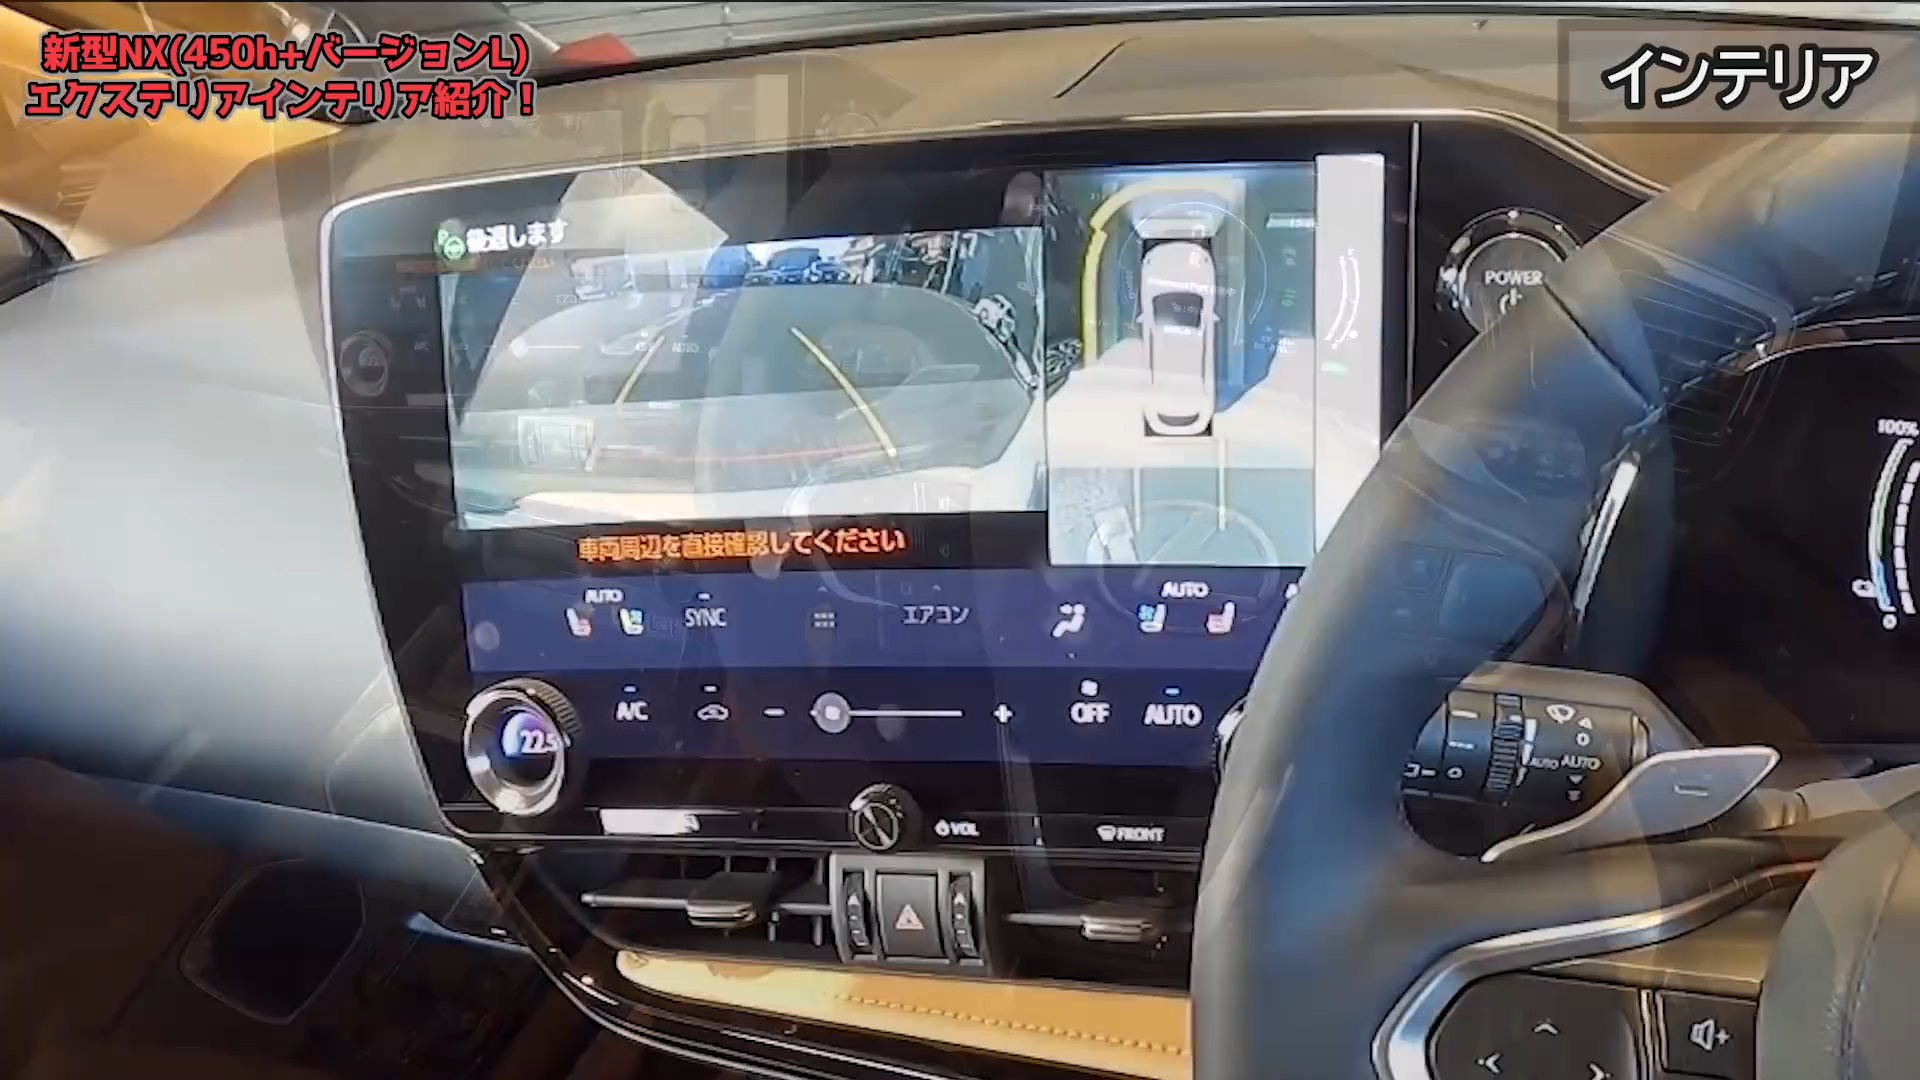 新型NX(450h+バージョンL)
エクステリアインテリア紹介！
インテリア
後退します
POWER
100%
車両周辺を直接確認してください
AUTO
AUTO
SYNC
エアコン
22.5
A/C
−
+
OFF
AUTO
0
AUTO
AUTO
VOL
FRONT